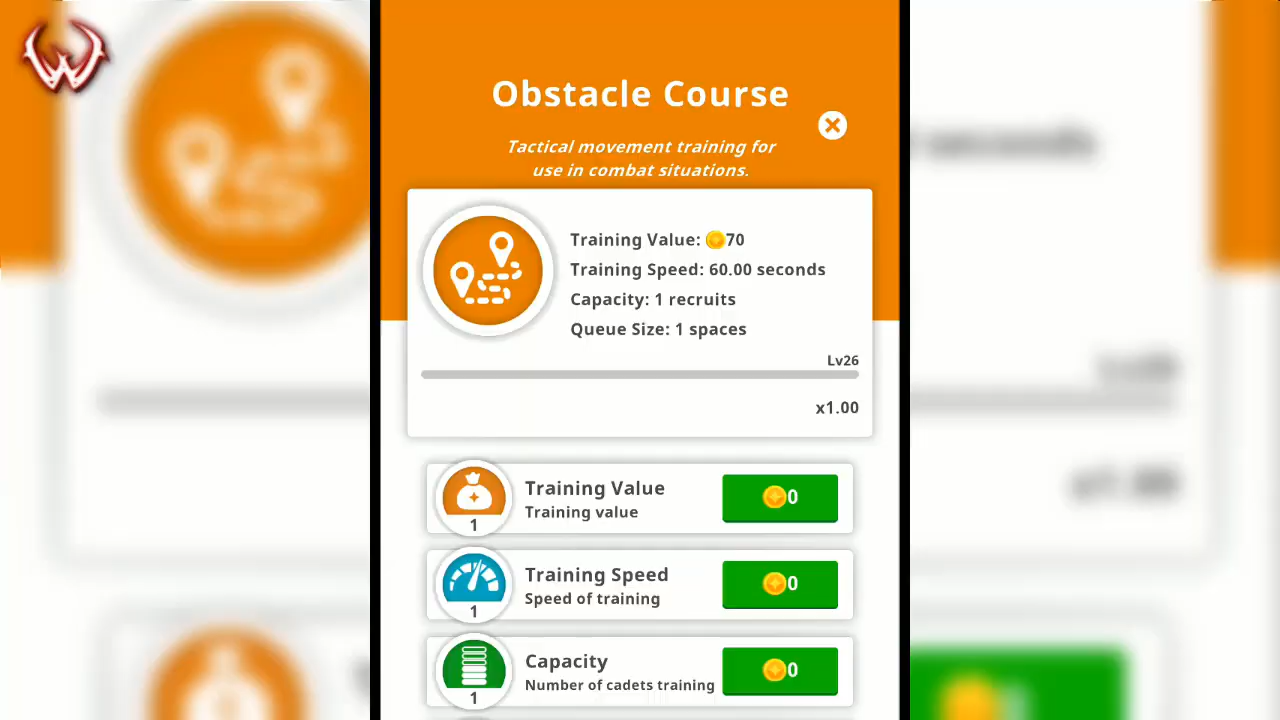 W
Obstacle Course
Tactical movement training for
use in combat situations.
Training Value: 70
Training Speed: 60.00 seconds
Capacity: 1 recruits
Queue Size: 1 spaces
Lv26
x1.00
Training Value
Training value
1
0
Training Speed
Speed of training
1
0
Capacity
Number of cadets training
1
0
seconds